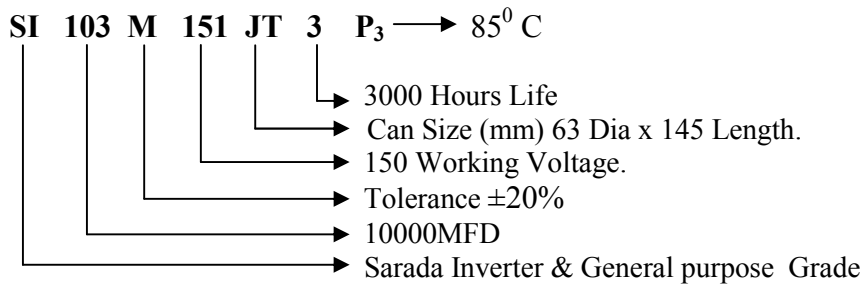 SI 103 M 151 JT 3 P₃ 85⁰ C
3000 Hours Life
Can Size (mm) 63 Dia x 145 Length.
150 Working Voltage.
Tolerance ±20%
10000MFD
Sarada Inverter & General purpose Grade